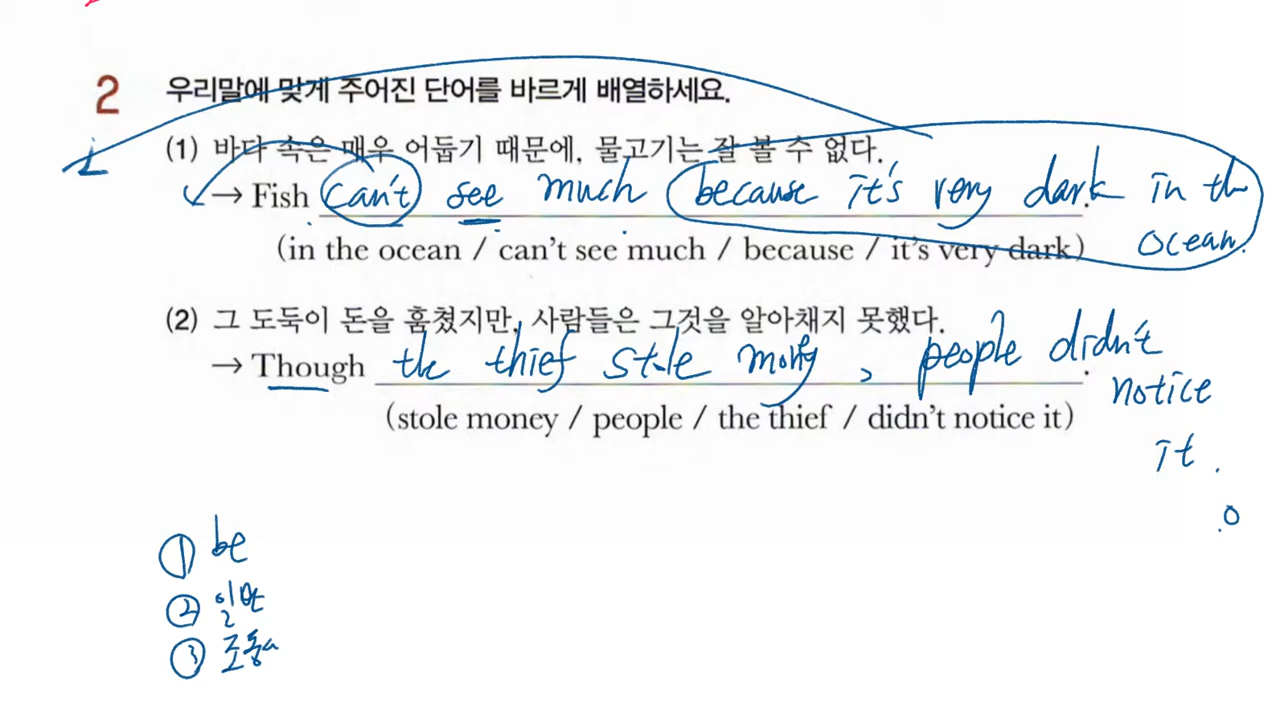 2 우리말에 맞게 주어진 단어를 바르게 배열하세요.
(1) 바다 속은 매우 어둡기 때문에, 물고기는 잘 볼 수 없다.
→ Fish can't see much because it's very dark in the
ocean.
(in the ocean / can't see much / because / it's very dark)
(2) 그 도둑이 돈을 훔쳤지만, 사람들은 그것을 알아채지 못했다.
→ Though the thief stole money, people didn't
notice
(stole money / people / the thief / didn't notice it)
it.
① be
② 일반
③ 조동사